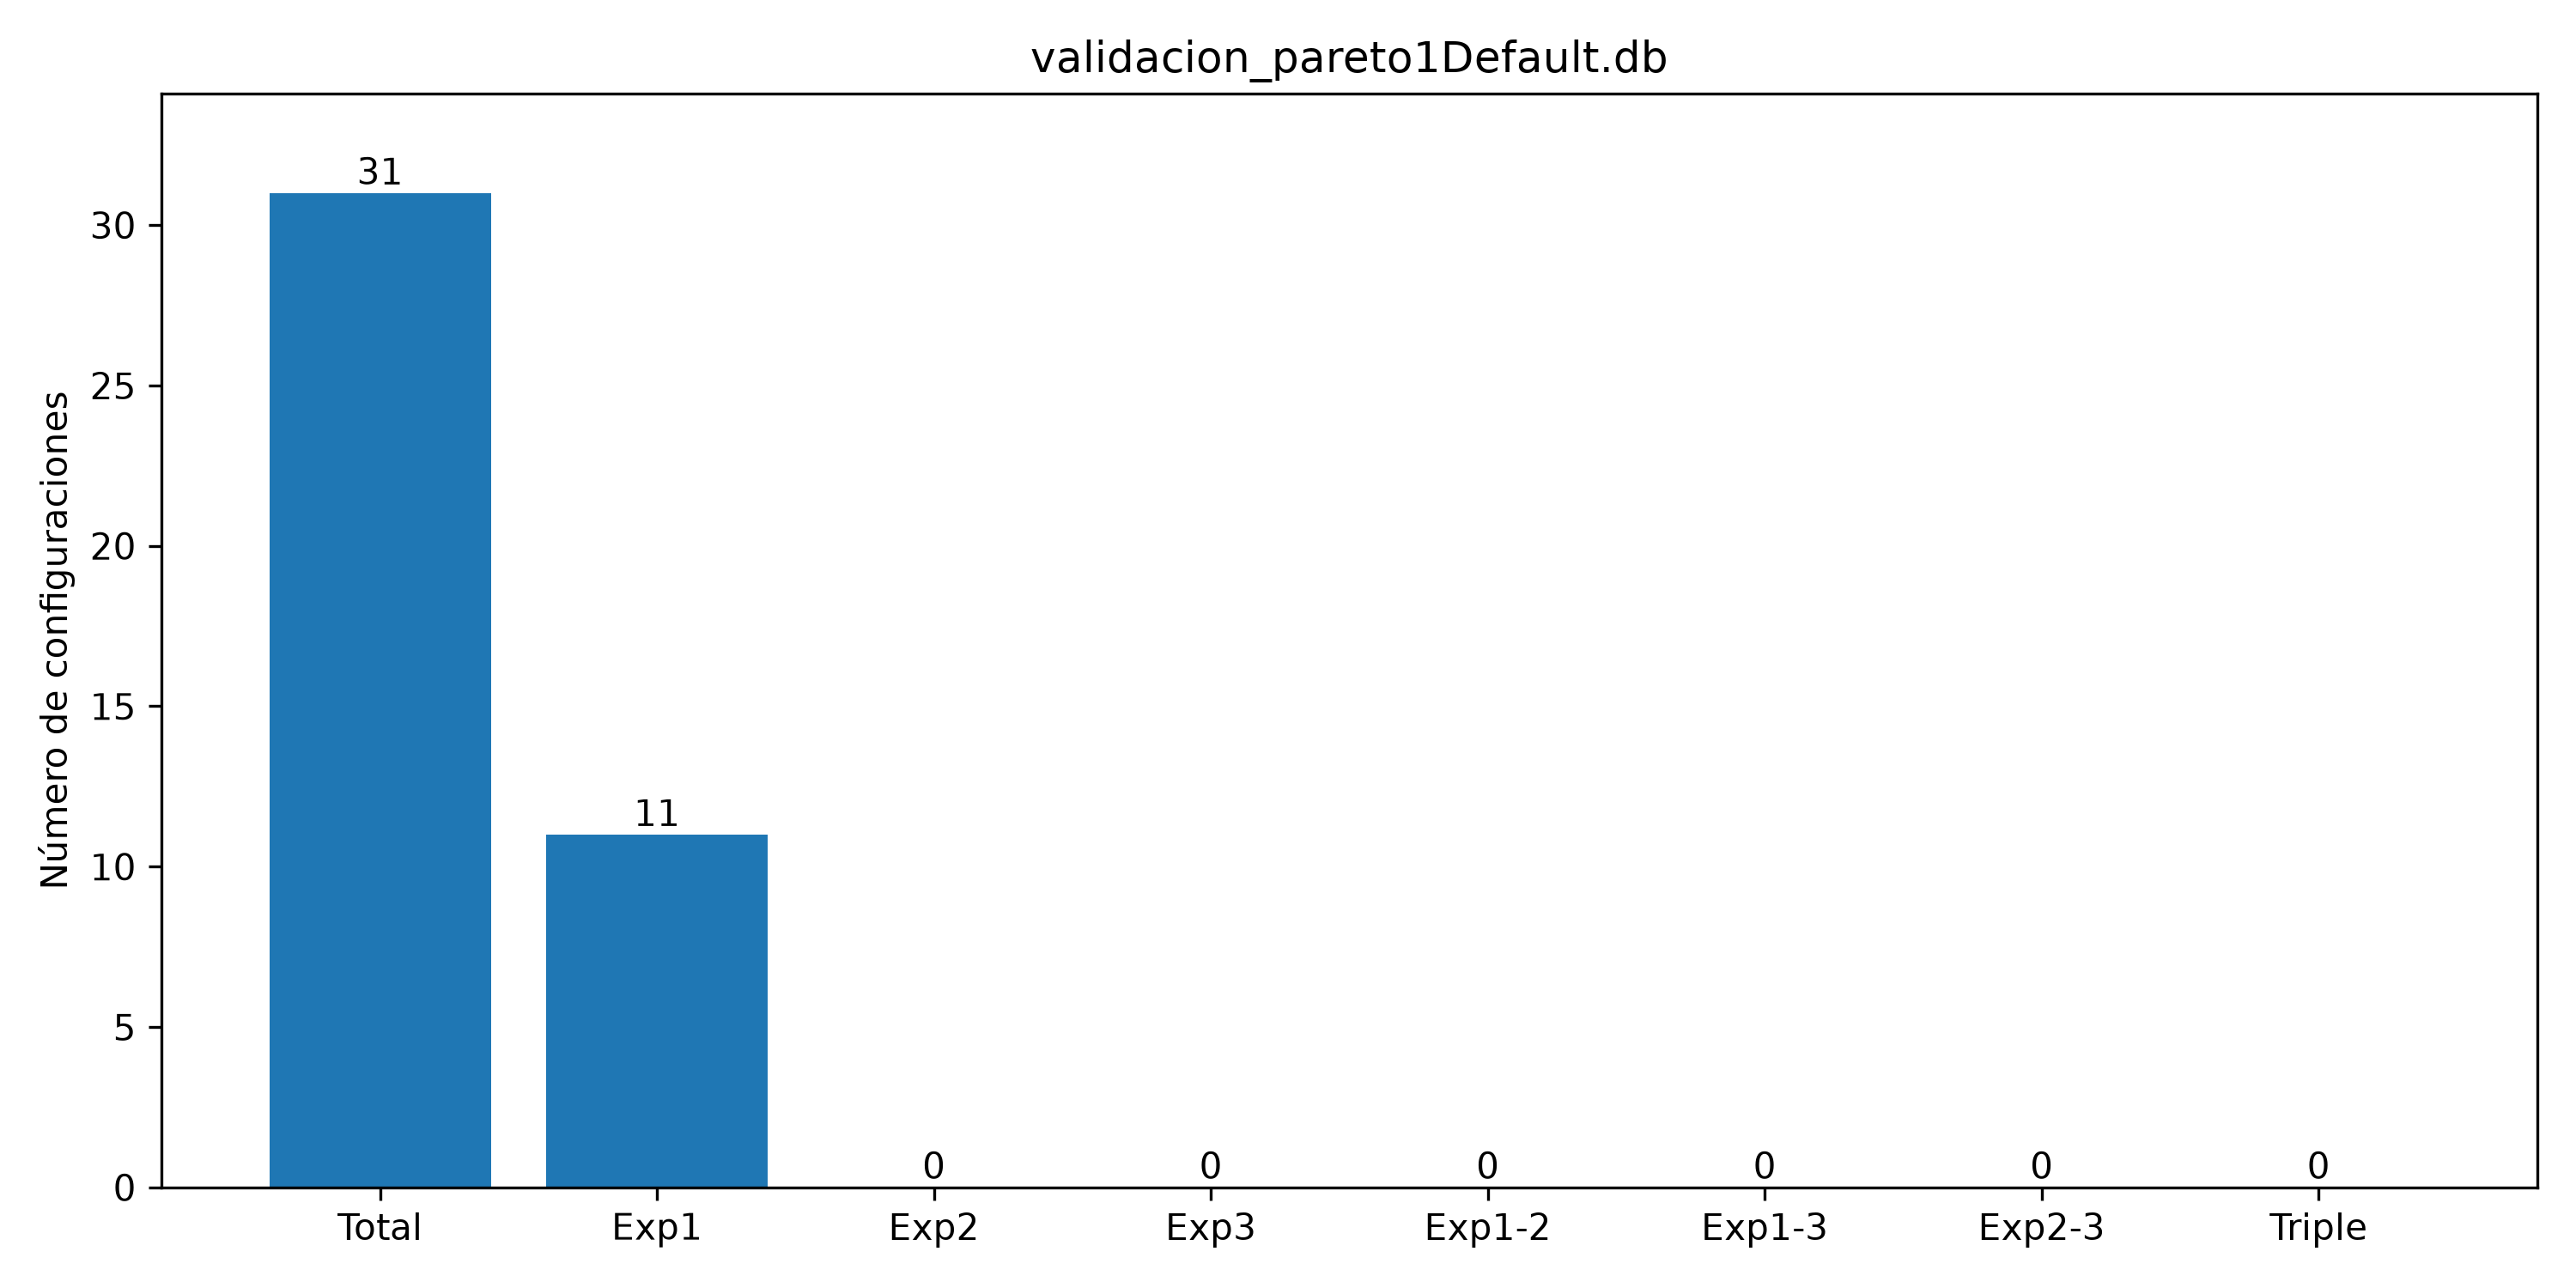 validacion_pareto1Default.db
Número de configuraciones
30
25
20
15
10
5
0
31
11
0
0
0
0
0
0
Total
Exp1
Exp2
Exp3
Exp1-2
Exp1-3
Exp2-3
Triple